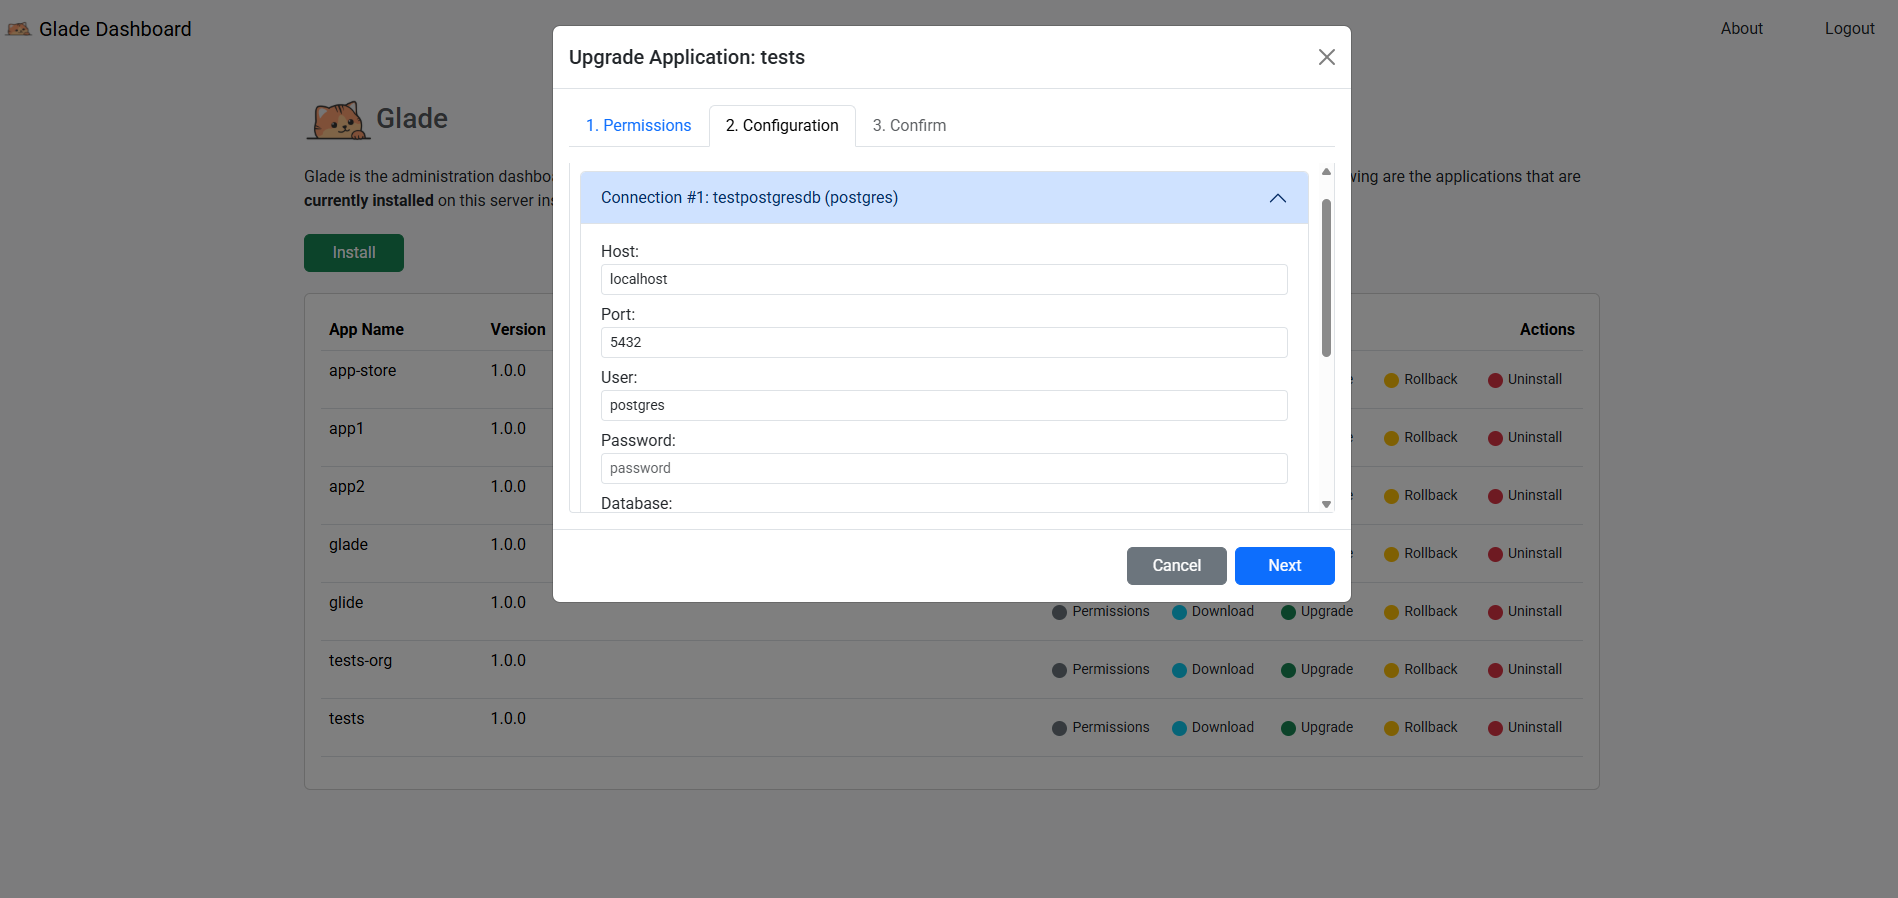 Glade Dashboard
About
Logout
Upgrade Application: tests
1. Permissions
2. Configuration
3. Confirm
Connection #1: testpostgresdb (postgres)
Host:
localhost
Port:
5432
User:
postgres
Password:
password
Database:
Cancel
Next
Glade
Glade is the administration dashbo
wing are the applications that are
currently installed on this server ins
Install
App Name Version Actions
app-store 1.0.0 e Rollback Uninstall
app1 1.0.0 e Rollback Uninstall
app2 1.0.0 e Rollback Uninstall
glade 1.0.0 e Rollback Uninstall
glide 1.0.0 Permissions Download Upgrade Rollback Uninstall
tests-org 1.0.0 Permissions Download Upgrade Rollback Uninstall
tests 1.0.0 Permissions Download Upgrade Rollback Uninstall